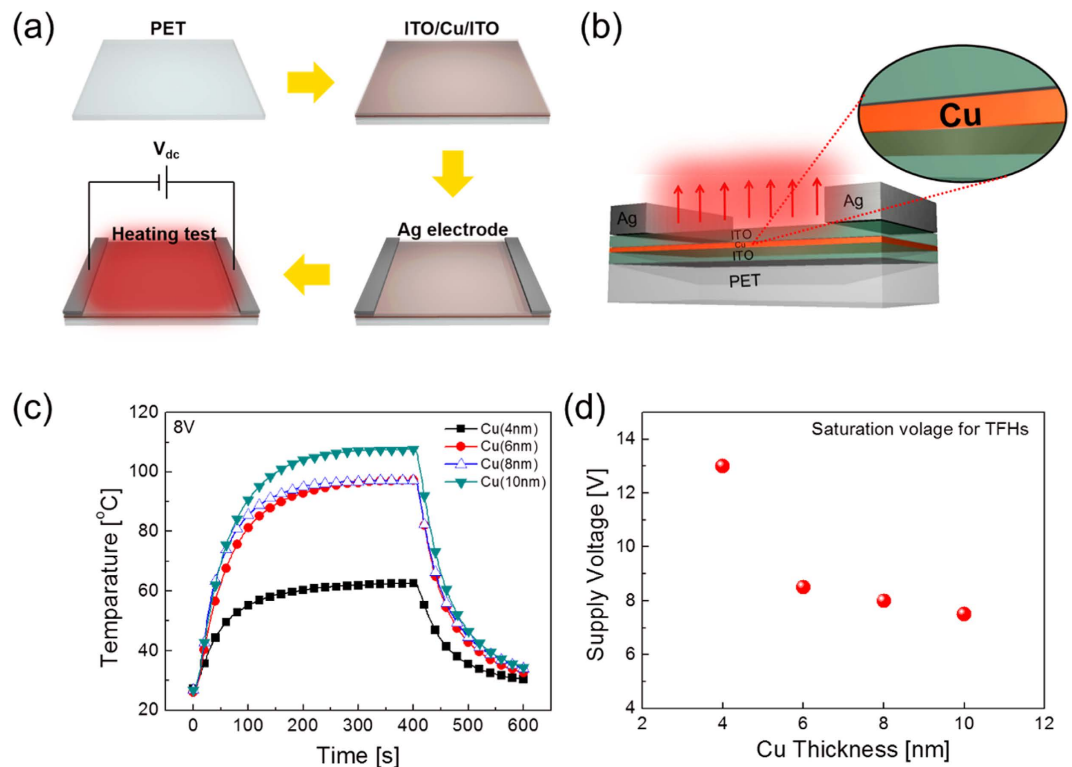 (a)
PET
ITO/Cu/ITO
V_dc
Heating test
Ag electrode
(b)
Cu
Ag
Ag
ITO
Cu
ITO
PET
(c)
8V
Cu(4nm)
Cu(6nm)
Cu(8nm)
Cu(10nm)
Temparature [°C]
120
100
80
60
40
20
0 100 200 300 400 500 600
Time [s]
(d)
Saturation volage for TFHs
Supply Voltage [V]
14
12
10
8
6
4
2 4 6 8 10 12
Cu Thickness [nm]